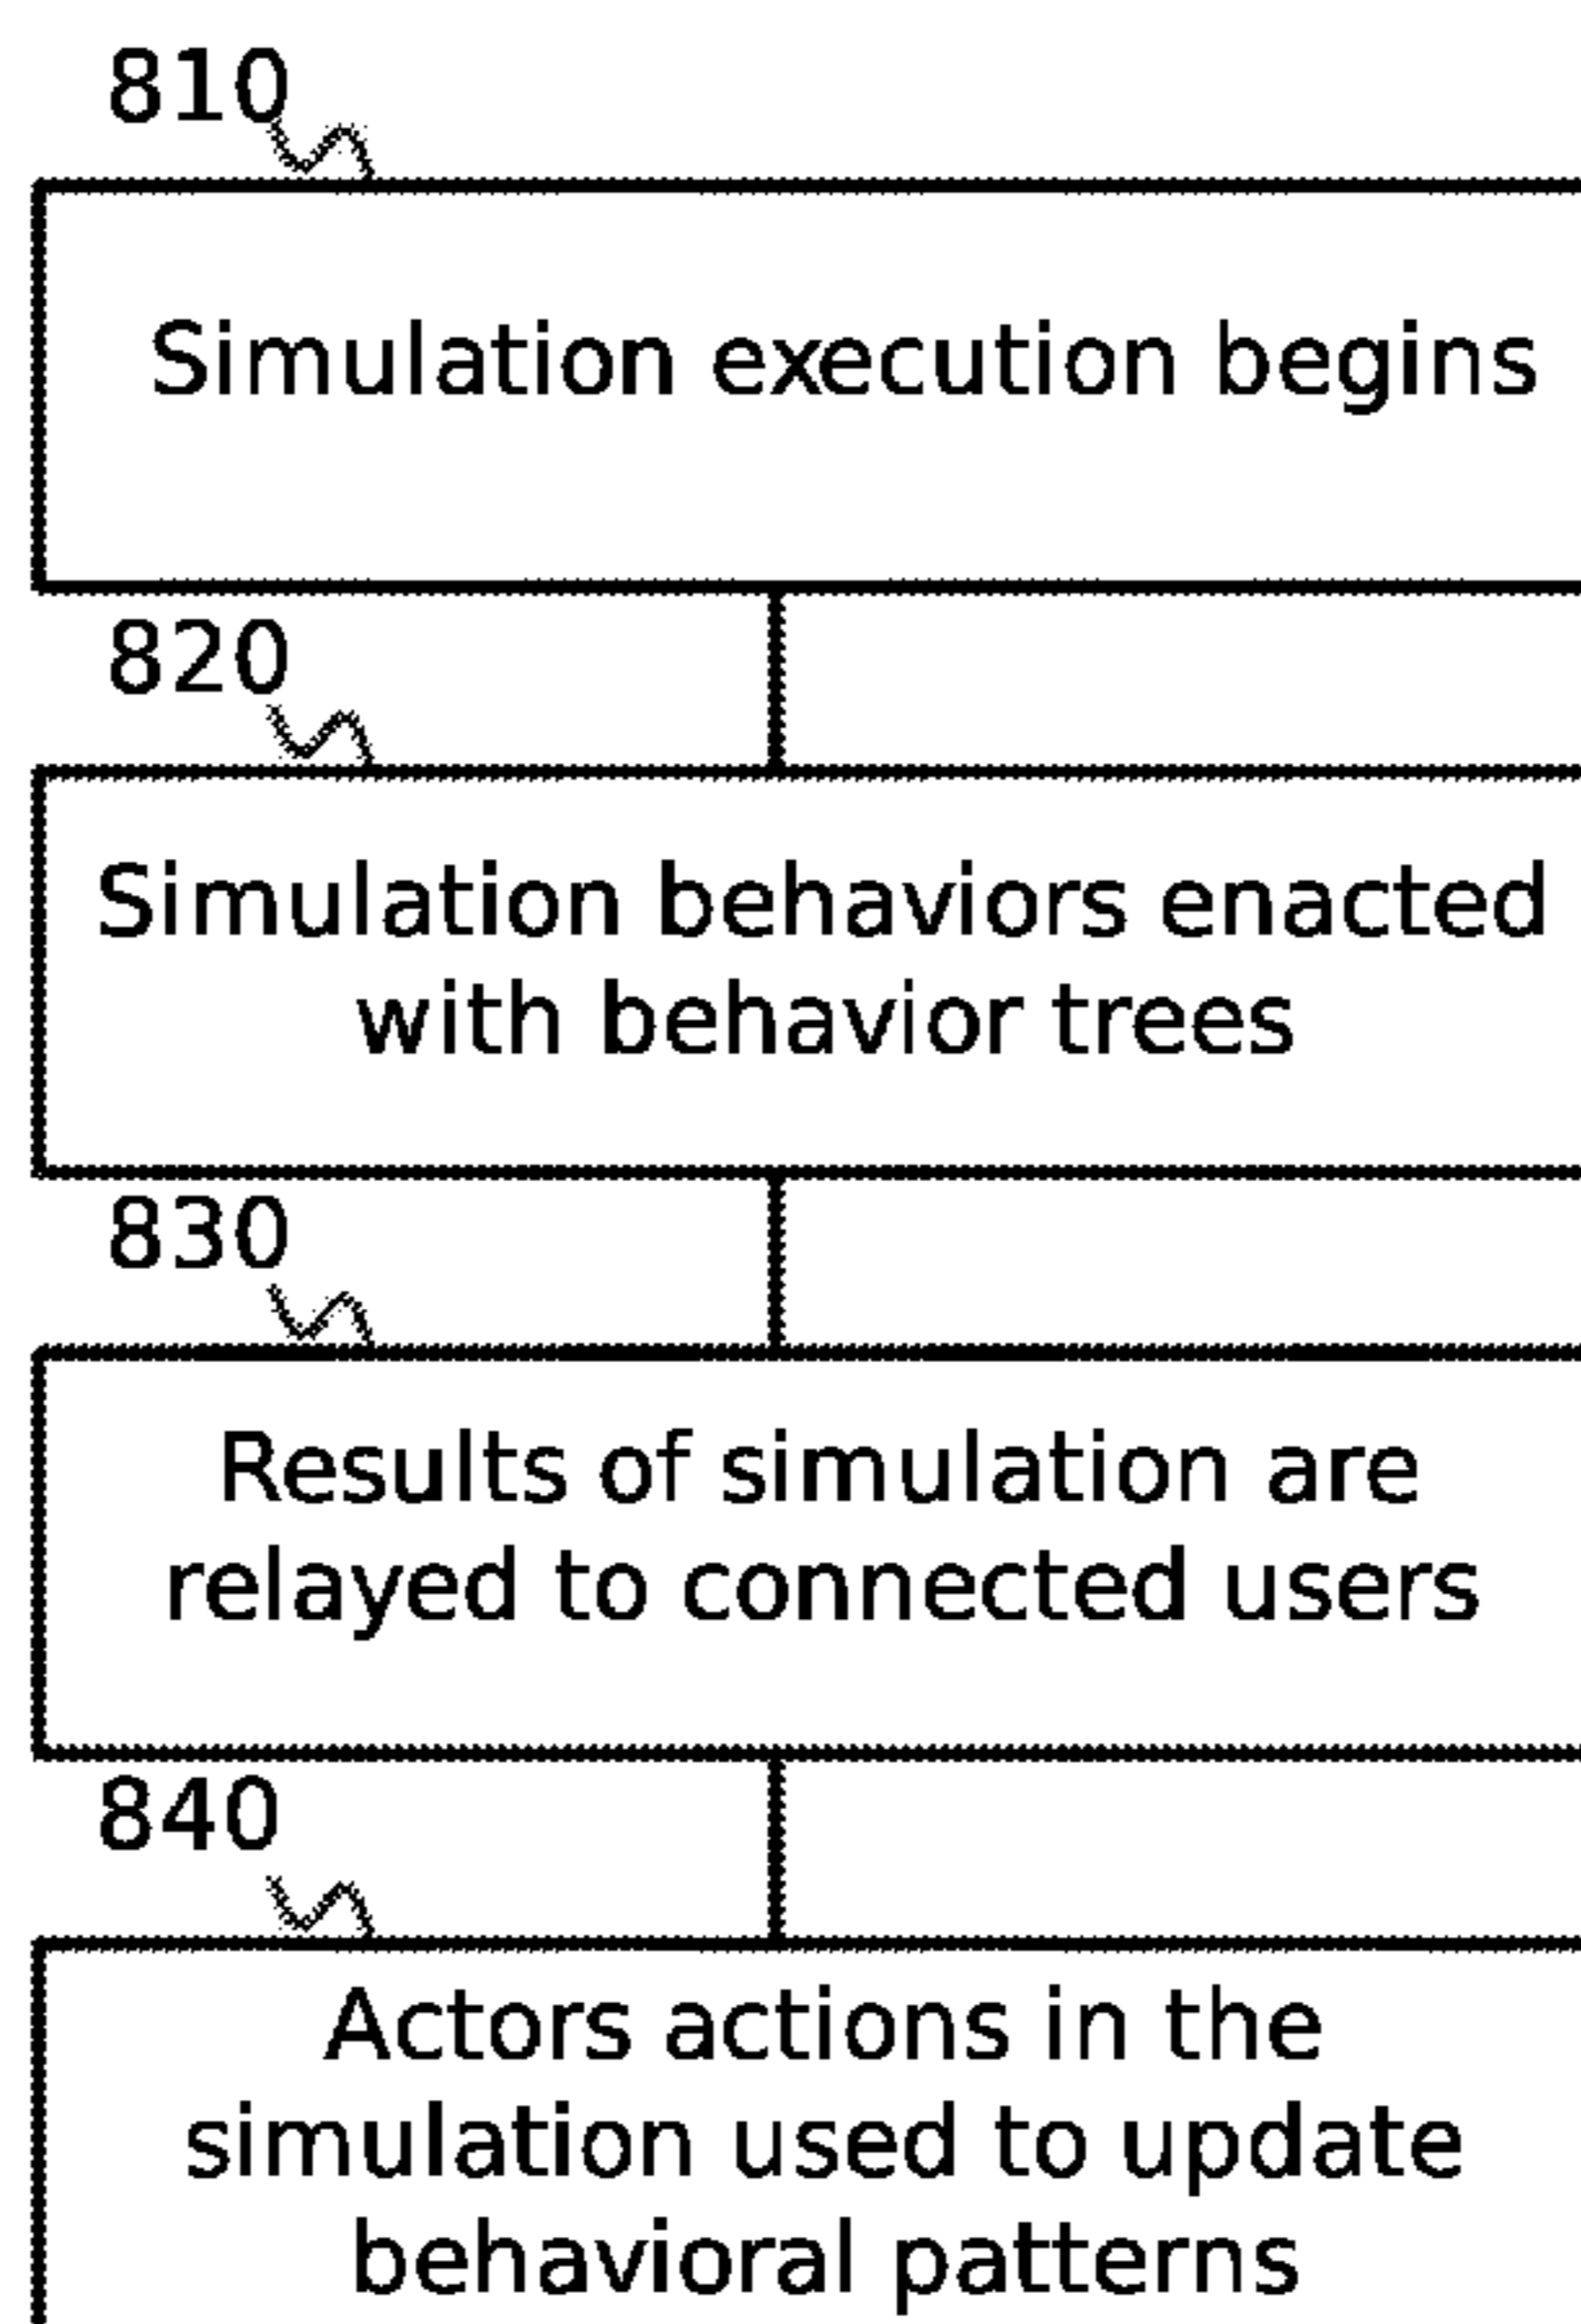 810
Simulation execution begins
820
Simulation behaviors enacted
with behavior trees
830
Results of simulation are
relayed to connected users
840
Actors actions in the
simulation used to update
behavioral patterns